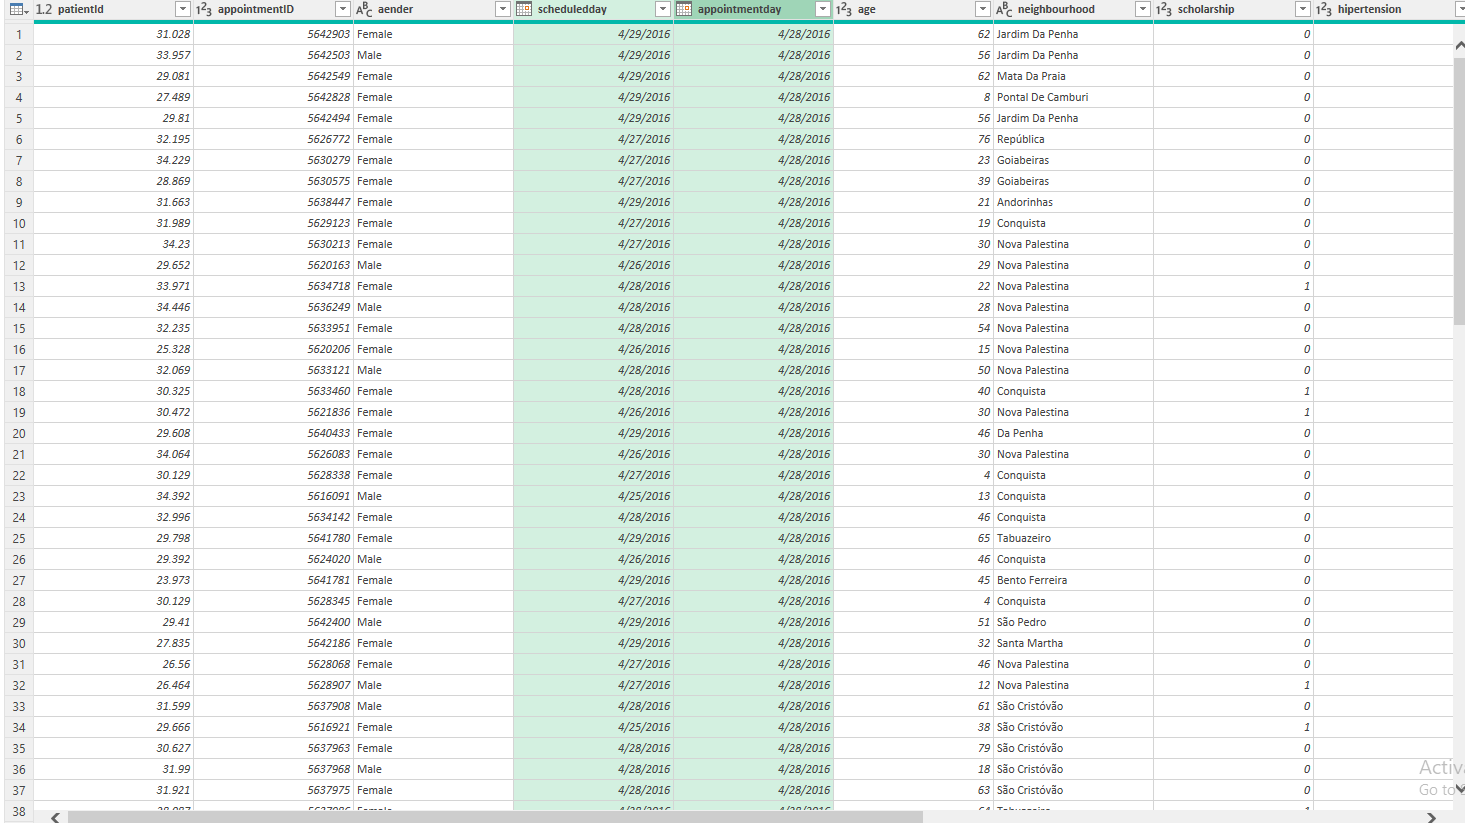 1.2 patientId 123 appointmentID ABC aender scheduledday appointmentday 123 age ABC neighbourhood 123 scholarship 123 hipertension
1 31.028 5642903 Female 4/29/2016 4/28/2016 62 Jardim Da Penha 0
2 33.957 5642503 Male 4/29/2016 4/28/2016 56 Jardim Da Penha 0
3 29.081 5642549 Female 4/29/2016 4/28/2016 62 Mata Da Praia 0
4 27.489 5642828 Female 4/29/2016 4/28/2016 8 Pontal De Camburi 0
5 29.81 5642494 Female 4/29/2016 4/28/2016 56 Jardim Da Penha 0
6 32.195 5626772 Female 4/27/2016 4/28/2016 76 República 0
7 34.229 5630279 Female 4/27/2016 4/28/2016 23 Goiabeiras 0
8 28.869 5630575 Female 4/27/2016 4/28/2016 39 Goiabeiras 0
9 31.663 5638447 Female 4/29/2016 4/28/2016 21 Andorinhas 0
10 31.989 5629123 Female 4/27/2016 4/28/2016 19 Conquista 0
11 34.23 5630213 Female 4/27/2016 4/28/2016 30 Nova Palestina 0
12 29.652 5620163 Male 4/26/2016 4/28/2016 29 Nova Palestina 0
13 33.971 5634718 Female 4/28/2016 4/28/2016 22 Nova Palestina 1
14 34.446 5636249 Male 4/28/2016 4/28/2016 28 Nova Palestina 0
15 32.235 5633951 Female 4/28/2016 4/28/2016 54 Nova Palestina 0
16 25.328 5620206 Female 4/26/2016 4/28/2016 15 Nova Palestina 0
17 32.069 5633121 Male 4/28/2016 4/28/2016 50 Nova Palestina 0
18 30.325 5633460 Female 4/28/2016 4/28/2016 40 Conquista 1
19 30.472 5621836 Female 4/26/2016 4/28/2016 30 Nova Palestina 1
20 29.608 5640433 Female 4/29/2016 4/28/2016 46 Da Penha 0
21 34.064 5626083 Female 4/26/2016 4/28/2016 30 Nova Palestina 0
22 30.129 5628338 Female 4/27/2016 4/28/2016 4 Conquista 0
23 34.392 5616091 Male 4/25/2016 4/28/2016 13 Conquista 0
24 32.996 5634142 Female 4/28/2016 4/28/2016 46 Conquista 0
25 29.798 5641780 Female 4/29/2016 4/28/2016 65 Tabuazeiro 0
26 29.392 5624020 Male 4/26/2016 4/28/2016 46 Conquista 0
27 23.973 5641781 Female 4/29/2016 4/28/2016 45 Bento Ferreira 0
28 30.129 5628345 Female 4/27/2016 4/28/2016 4 Conquista 0
29 29.41 5642400 Male 4/29/2016 4/28/2016 51 São Pedro 0
30 27.835 5642186 Female 4/29/2016 4/28/2016 32 Santa Martha 0
31 26.56 5628068 Female 4/27/2016 4/28/2016 46 Nova Palestina 0
32 26.464 5628907 Male 4/27/2016 4/28/2016 12 Nova Palestina 1
33 31.599 5637908 Male 4/28/2016 4/28/2016 61 São Cristóvão 0
34 29.666 5616921 Female 4/25/2016 4/28/2016 38 São Cristóvão 1
35 30.627 5637963 Female 4/28/2016 4/28/2016 79 São Cristóvão 0
36 31.99 5637968 Male 4/28/2016 4/28/2016 18 São Cristóvão 0
37 31.921 5637975 Female 4/28/2016 4/28/2016 63 São Cristóvão 0
38
Activ
Go to